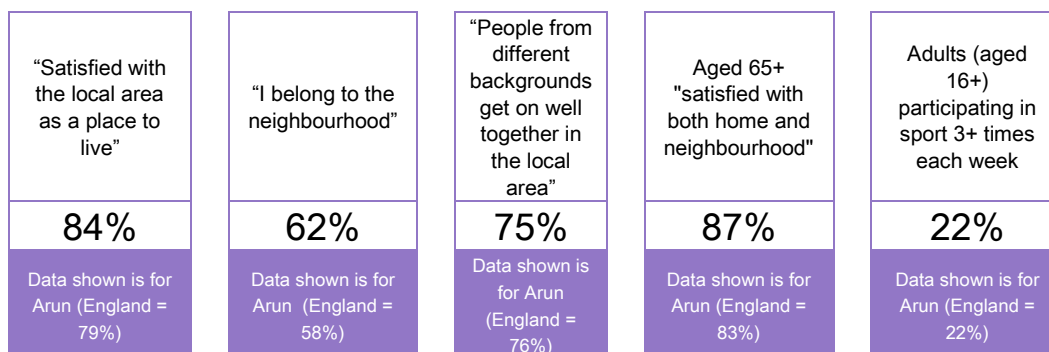 “Satisfied with
the local area
as a place to
live”
84%
Data shown is for
Arun (England =
79%)
“I belong to the
neighbourhood”
62%
Data shown is for
Arun (England =
58%)
“People from
different
backgrounds
get on well
together in
the local
area”
75%
Data shown is
for Arun
(England =
76%)
Aged 65+
"satisfied with
both home and
neighbourhood"
87%
Data shown is for
Arun (England =
83%)
Adults (aged
16+)
participating in
sport 3+ times
each week
22%
Data shown is for
Arun (England =
22%)